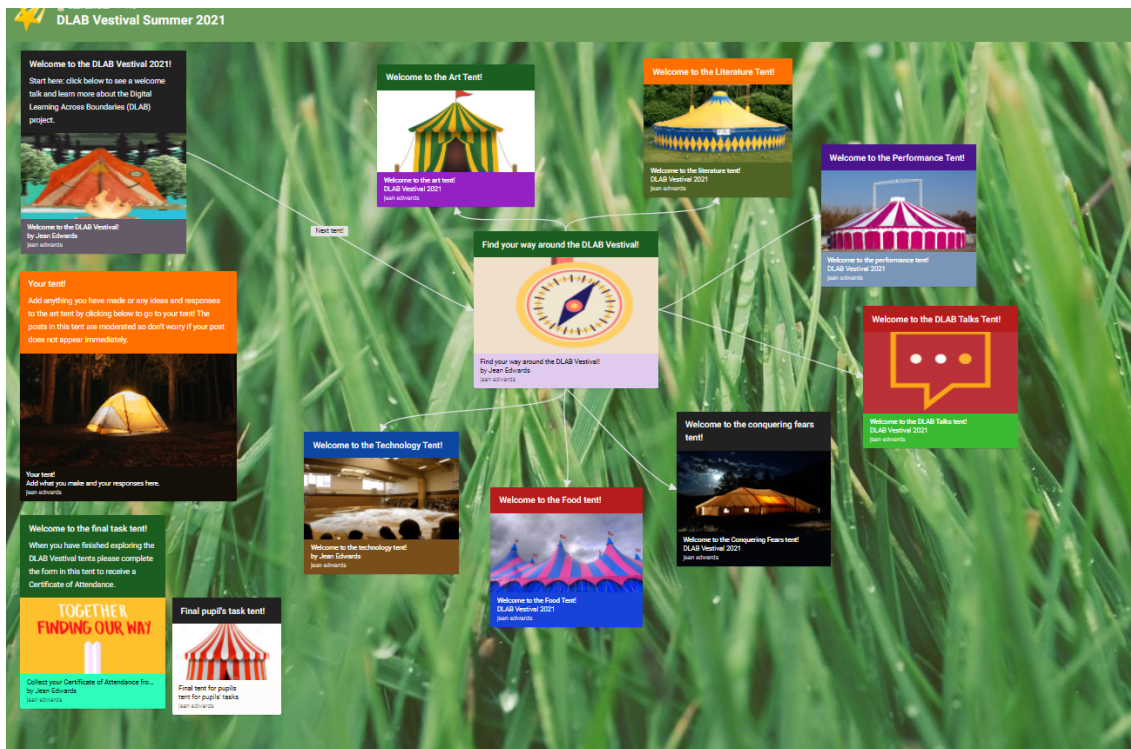 DLAB Vestival Summer 2021
Welcome to the DLAB Vestival 2021!
Start here: click below to see a welcome
talk and learn more about the Digital
Learning Across Boundaries (DLAB)
project.
Welcome to the DLAB Vestival!
by Jean Edwards
jean edwards
Welcome to the Art Tent!
Welcome to the art tent!
DLAB Vestival 2021
jean edwards
Welcome to the Literature Tent!
Welcome to the literature tent!
DLAB Vestival 2021
jean edwards
Welcome to the Performance Tent!
Welcome to the performance tent!
DLAB Vestival 2021
jean edwards
Next tent!
Find your way around the DLAB Vestival!
Find your way around the DLAB Vestival!
by Jean Edwards
jean edwards
Your tent!
Add anything you have made or any ideas and responses
to the art tent by clicking below to go to your tent! The
posts in this tent are moderated so don't worry if your post
does not appear immediately.
Your tent!
Add what you make and your responses here.
jean edwards
Welcome to the DLAB Talks Tent!
Welcome to the DLAB Talks tent!
DLAB Vestival 2021
jean edwards
Welcome to the Technology Tent!
Welcome to the technology tent!
by Jean Edwards
jean edwards
Welcome to the Food tent!
Welcome to the Food Tent!
DLAB Vestival 2021
jean edwards
Welcome to the conquering fears
tent!
Welcome to the Conquering Fears tent!
DLAB Vestival 2021
jean edwards
Welcome to the final task tent!
When you have finished exploring the
DLAB Vestival tents please complete
the form in this tent to receive a
Certificate of Attendance.
TOGETHER
FINDING OUR WAY
Collect your Certificate of Attendance fro...
by Jean Edwards
jean edwards
Final pupil's task tent!
Final tent for pupils
tent for pupils' tasks
jean edwards